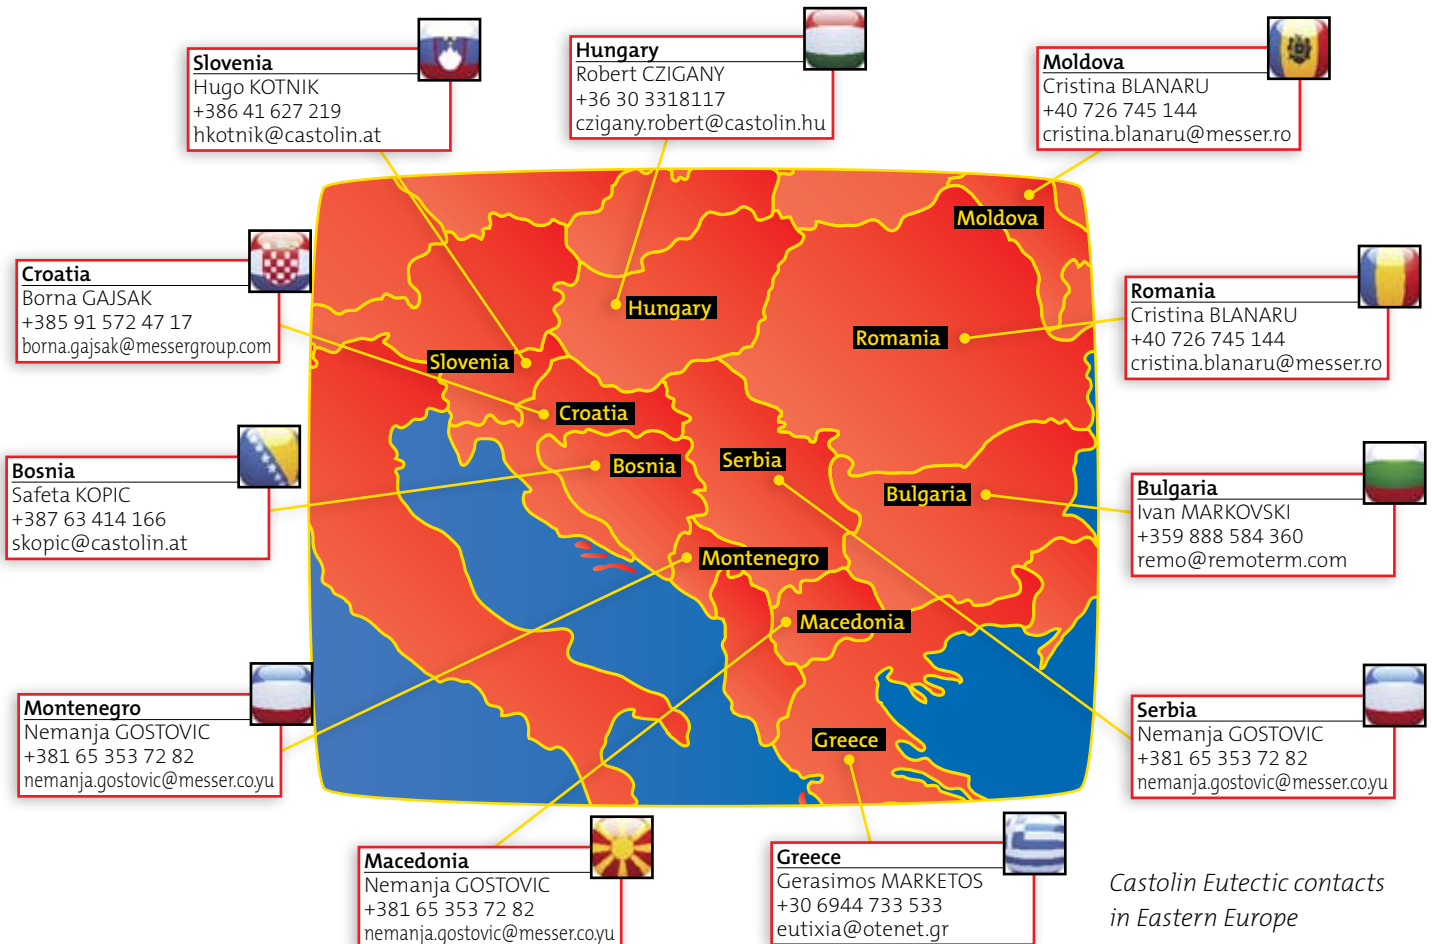 Slovenia
Hugo KOTNIK
+386 41 627 219
hkotnik@castolin.at
Hungary
Robert CZIGANY
+36 30 3318117
czigany.robert@castolin.hu
Moldova
Cristina BLANARU
+40 726 745 144
cristina.blanaru@messer.ro
Croatia
Borna GAJSAK
+385 91 572 47 17
borna.gajsak@messergroup.com
Romania
Cristina BLANARU
+40 726 745 144
cristina.blanaru@messer.ro
Bosnia
Safeta KOPIC
+387 63 414 166
skopic@castolin.at
Bulgaria
Ivan MARKOVSKI
+359 888 584 360
remo@remoterm.com
Montenegro
Nemanja GOSTOVIC
+381 65 353 72 82
nemanja.gostovic@messer.co.yu
Serbia
Nemanja GOSTOVIC
+381 65 353 72 82
nemanja.gostovic@messer.co.yu
Macedonia
Nemanja GOSTOVIC
+381 65 353 72 82
nemanja.gostovic@messer.co.yu
Greece
Gerasimos MARKETOS
+30 6944 733 533
eutixia@otenet.gr
Moldova
Hungary
Romania
Slovenia
Croatia
Bosnia
Serbia
Bulgaria
Montenegro
Macedonia
Greece
Castolin Eutectic contacts
in Eastern Europe